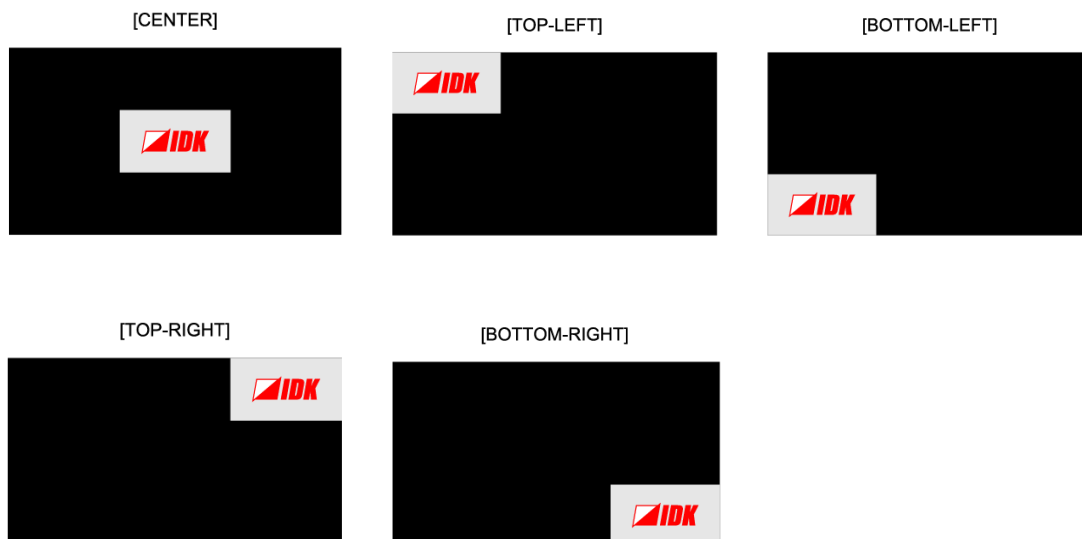 [CENTER]
[TOP-LEFT]
[BOTTOM-LEFT]
IDK
IDK
IDK
[TOP-RIGHT]
[BOTTOM-RIGHT]
IDK
IDK